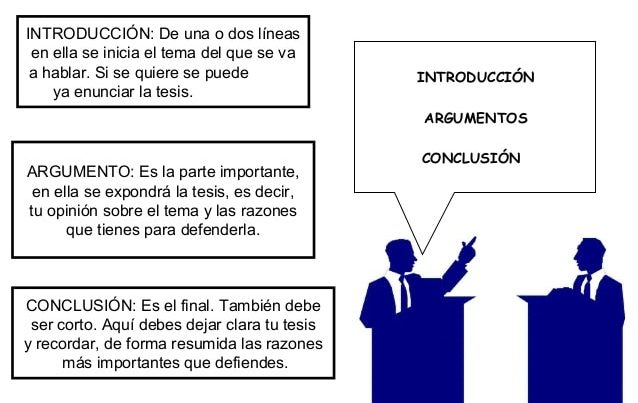 INTRODUCCIÓN: De una o dos líneas
en ella se inicia el tema del que se va
a hablar. Si se quiere se puede
ya enunciar la tesis.
ARGUMENTO: Es la parte importante,
en ella se expondrá la tesis, es decir,
tu opinión sobre el tema y las razones
que tienes para defenderla.
CONCLUSIÓN: Es el final. También debe
ser corto. Aquí debes dejar clara tu tesis
y recordar, de forma resumida las razones
más importantes que defiendes.
INTRODUCCIÓN
ARGUMENTOS
CONCLUSIÓN